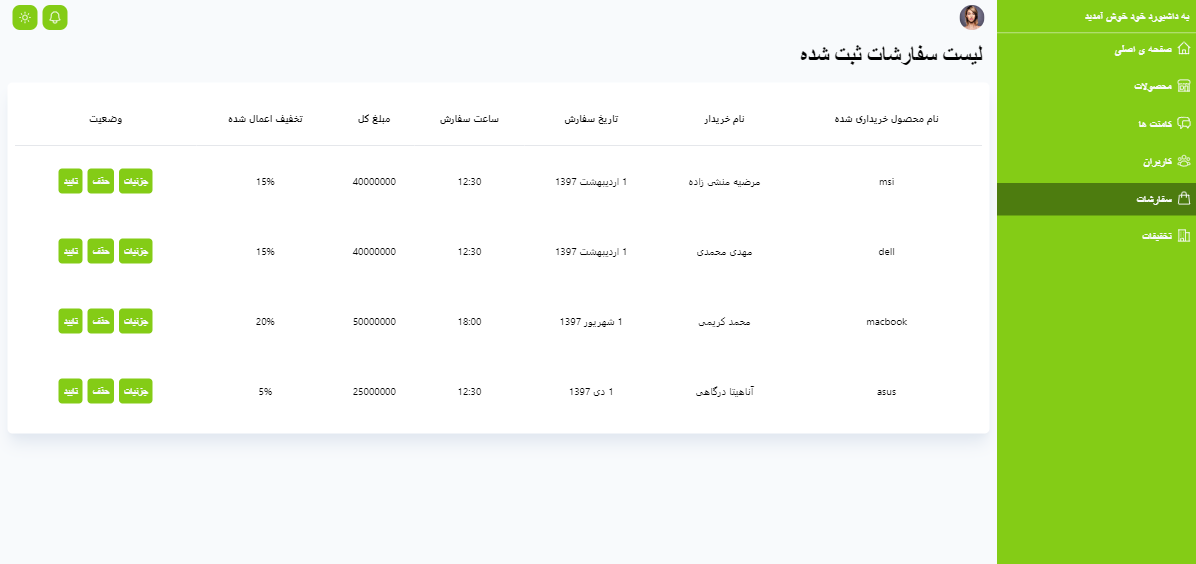 به داشبورد خود خوش آمدید
صفحه ی اصلی
محصولات
کامنت ها
کاربران
سفارشات
تخفیفات
لیست سفارشات ثبت شده
نام محصول خریداری شده نام خریدار تاریخ سفارش ساعت سفارش مبلغ کل تخفیف اعمال شده وضعیت
msi مرضیه منشی زاده 1 اردیبهشت 1397 12:30 40000000 15% جزئیات حذف تایید
dell مهدی محمدی 1 اردیبهشت 1397 12:30 40000000 15% جزئیات حذف تایید
macbook محمد کریمی 1 شهریور 1397 18:00 50000000 20% جزئیات حذف تایید
asus آناهیتا درگاهی 1 دی 1397 12:30 25000000 5% جزئیات حذف تایید